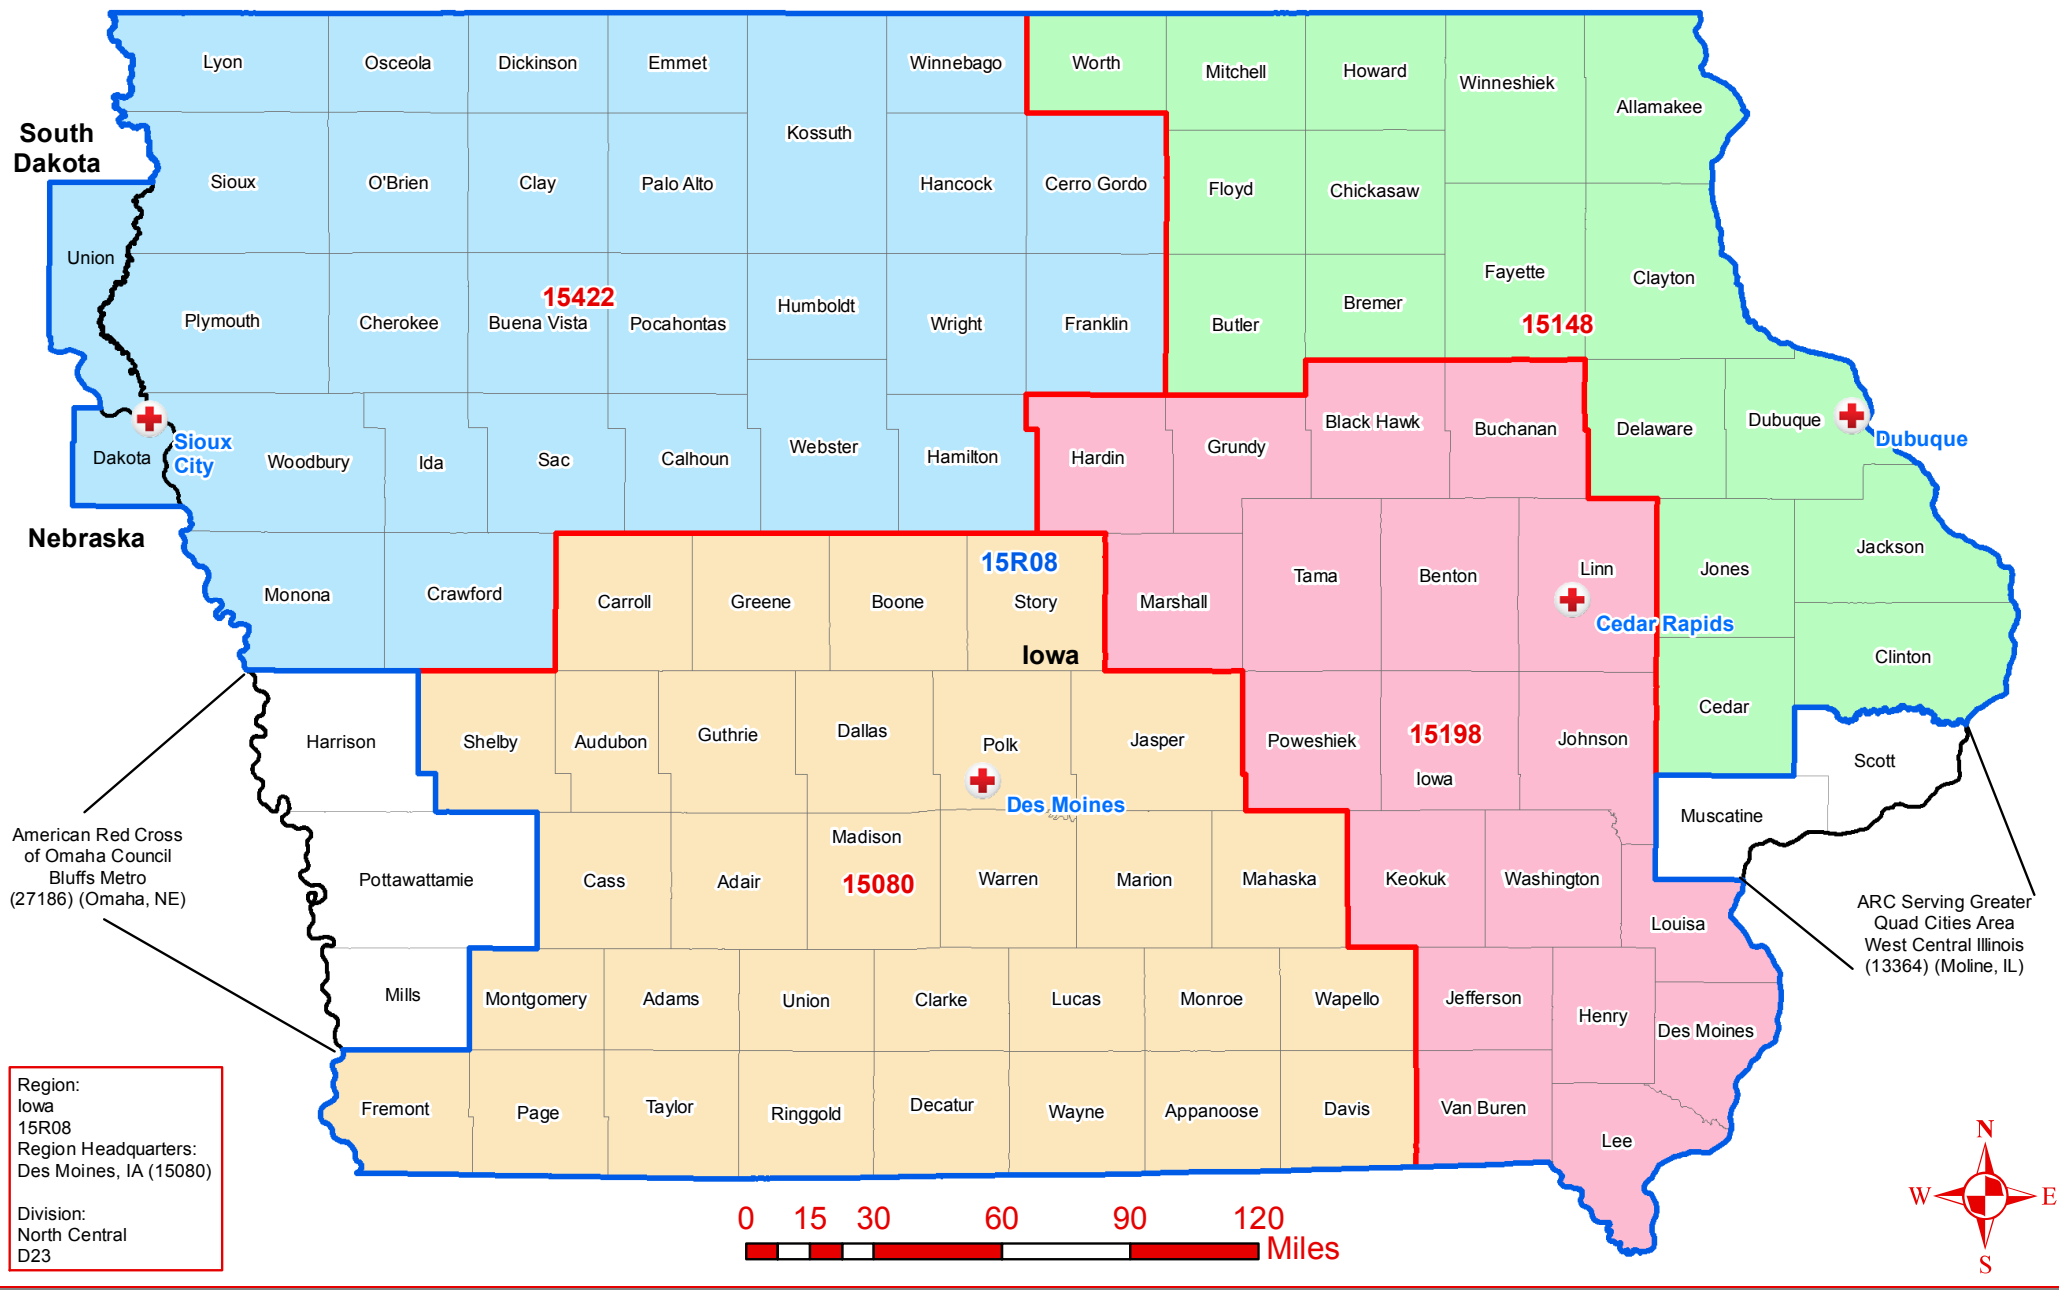 Lyon
Osceola
Dickinson
Emmet
Winnebago
Worth
Mitchell
Howard
Winneshiek
Allamakee
South
Dakota
Kossuth
Sioux
O'Brien
Clay
Palo Alto
Hancock
Cerro Gordo
Floyd
Chickasaw
Union
15422
Plymouth
Cherokee
Buena Vista
Pocahontas
Humboldt
Wright
Franklin
Butler
Bremer
Fayette
Clayton
15148
Dakota
Sioux
City
Woodbury
Ida
Sac
Calhoun
Webster
Hamilton
Hardin
Grundy
Black Hawk
Buchanan
Delaware
Dubuque
Dubuque
Nebraska
Monona
Crawford
Carroll
Greene
Boone
15R08
Story
Iowa
Marshall
Tama
Benton
Linn
Cedar Rapids
Jones
Jackson
Clinton
Cedar
Harrison
Shelby
Audubon
Guthrie
Dallas
Polk
Des Moines
Jasper
Poweshiek
15198
Iowa
Johnson
Scott
Muscatine
American Red Cross
of Omaha Council
Bluffs Metro
(27186) (Omaha, NE)
Pottawattamie
Cass
Adair
Madison
15080
Warren
Marion
Mahaska
Keokuk
Washington
Louisa
ARC Serving Greater
Quad Cities Area
West Central Illinois
(13364) (Moline, IL)
Mills
Montgomery
Adams
Union
Clarke
Lucas
Monroe
Wapello
Jefferson
Henry
Des Moines
Fremont
Page
Taylor
Ringgold
Decatur
Wayne
Appanoose
Davis
Van Buren
Lee
Region:
Iowa
15R08
Region Headquarters:
Des Moines, IA (15080)
Division:
North Central
D23
0 15 30 60 90 120
Miles
N
W E
S